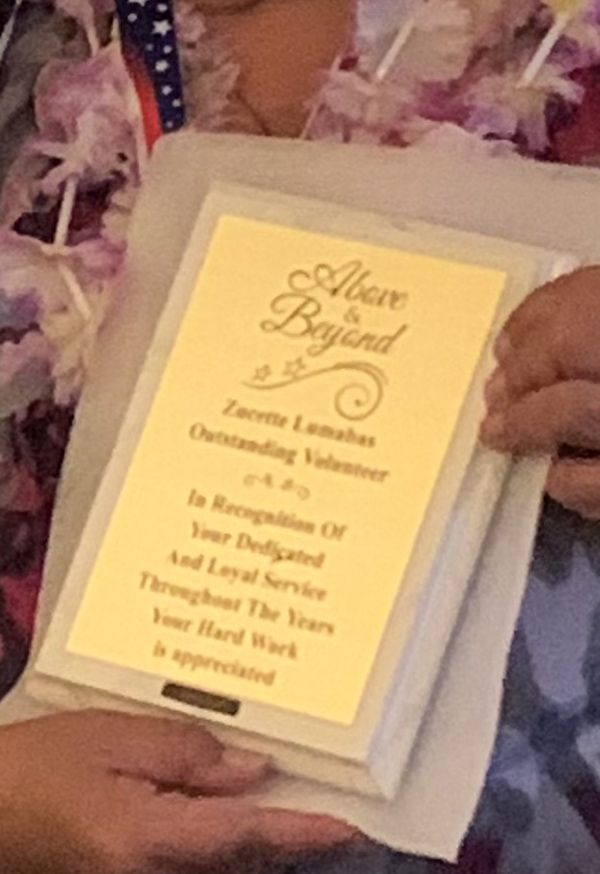 Above
&
Beyond
Zucette Lumabas
Outstanding Volunteer
In Recognition Of
Your Dedicated
And Loyal Service
Throughout The Years
Your Hard Work
is appreciated